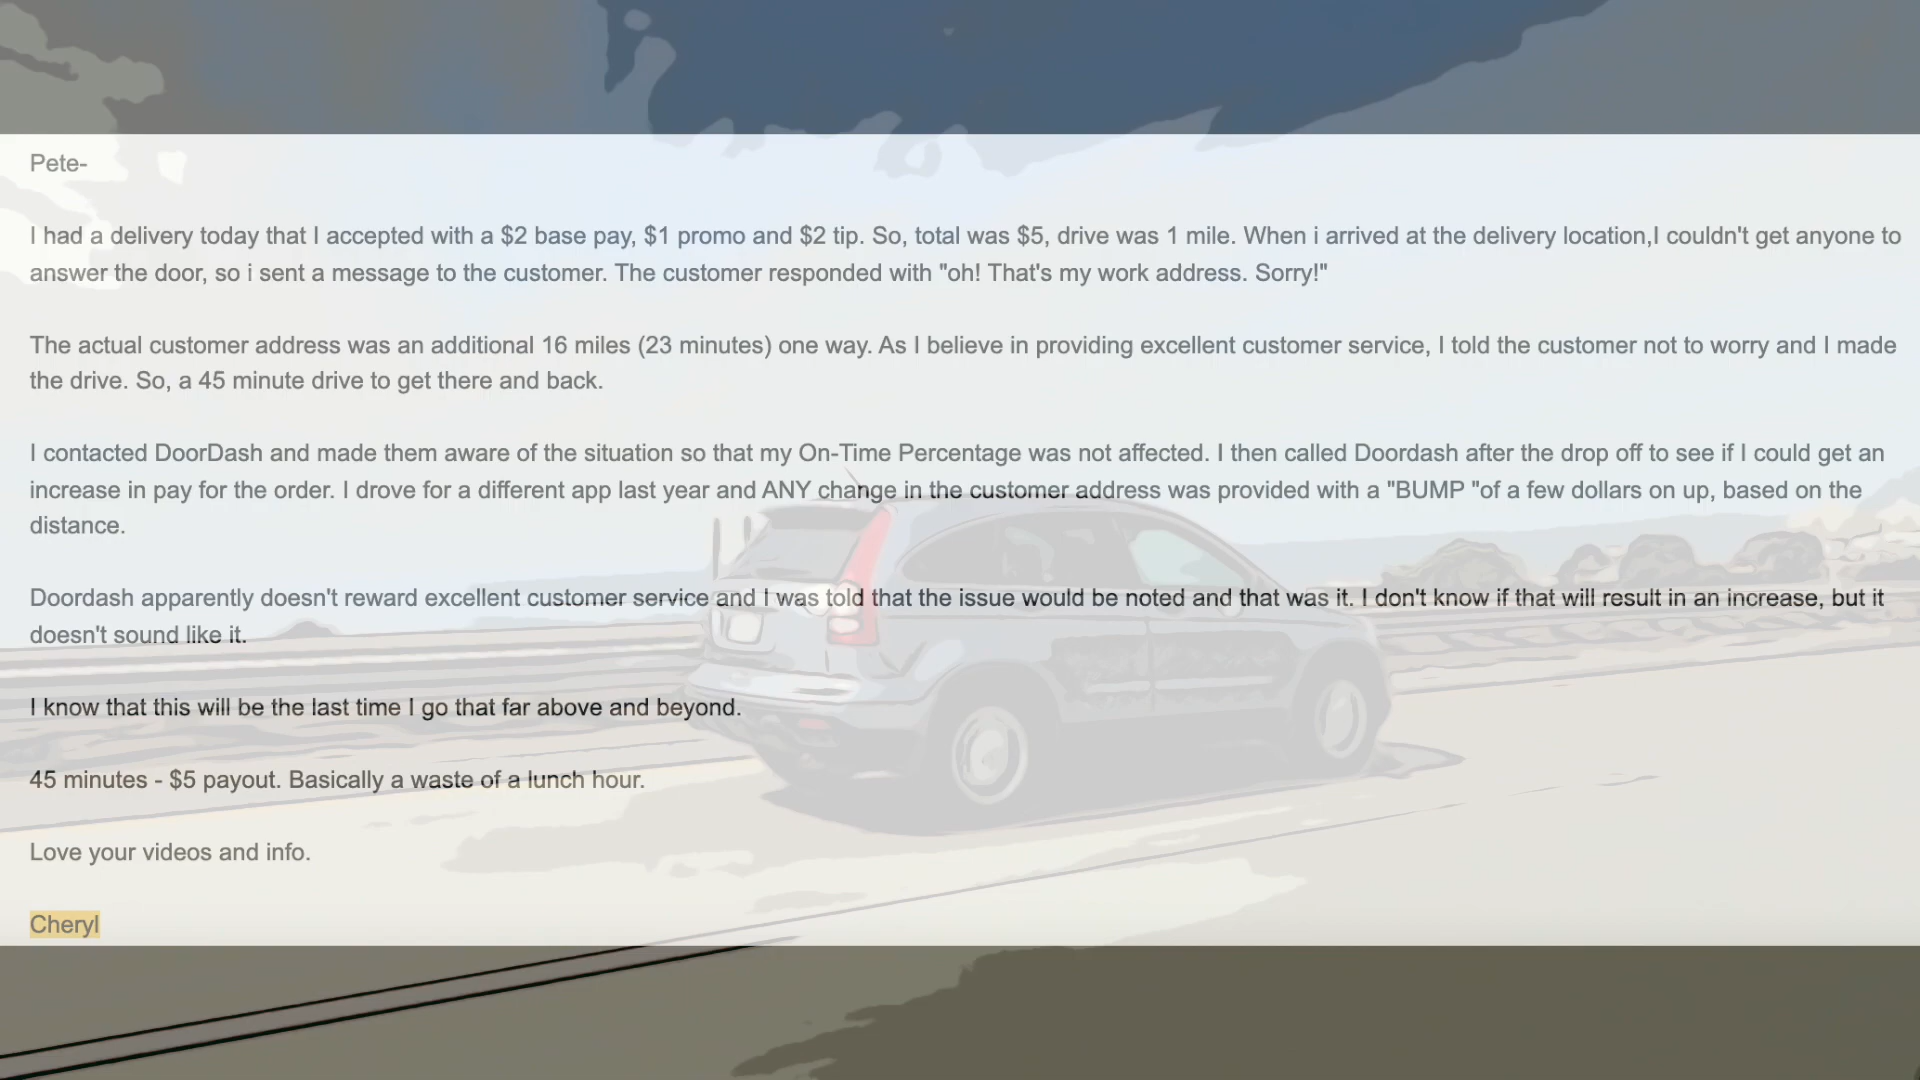 Pete-
I had a delivery today that I accepted with a $2 base pay, $1 promo and $2 tip. So, total was $5, drive was 1 mile. When i arrived at the delivery location,I couldn't get anyone to
answer the door, so i sent a message to the customer. The customer responded with "oh! That's my work address. Sorry!"
The actual customer address was an additional 16 miles (23 minutes) one way. As I believe in providing excellent customer service, I told the customer not to worry and I made
the drive. So, a 45 minute drive to get there and back.
I contacted DoorDash and made them aware of the situation so that my On-Time Percentage was not affected. I then called Doordash after the drop off to see if I could get an
increase in pay for the order. I drove for a different app last year and ANY change in the customer address was provided with a "BUMP "of a few dollars on up, based on the
distance.
Doordash apparently doesn't reward excellent customer service and I was told that the issue would be noted and that was it. I don't know if that will result in an increase, but it
doesn't sound like it.
I know that this will be the last time I go that far above and beyond.
45 minutes - $5 payout. Basically a waste of a lunch hour.
Love your videos and info.
Cheryl